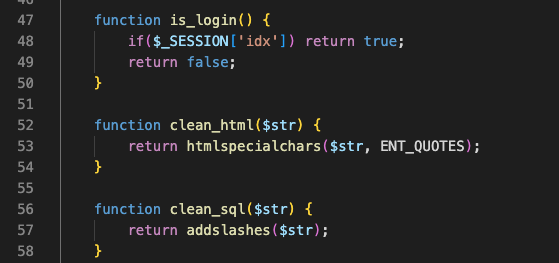 47 function is_login() {
48 if($_SESSION['idx']) return true;
49 return false;
50 }
51
52 function clean_html($str) {
53 return htmlspecialchars($str, ENT_QUOTES);
54 }
55
56 function clean_sql($str) {
57 return addslashes($str);
58 }